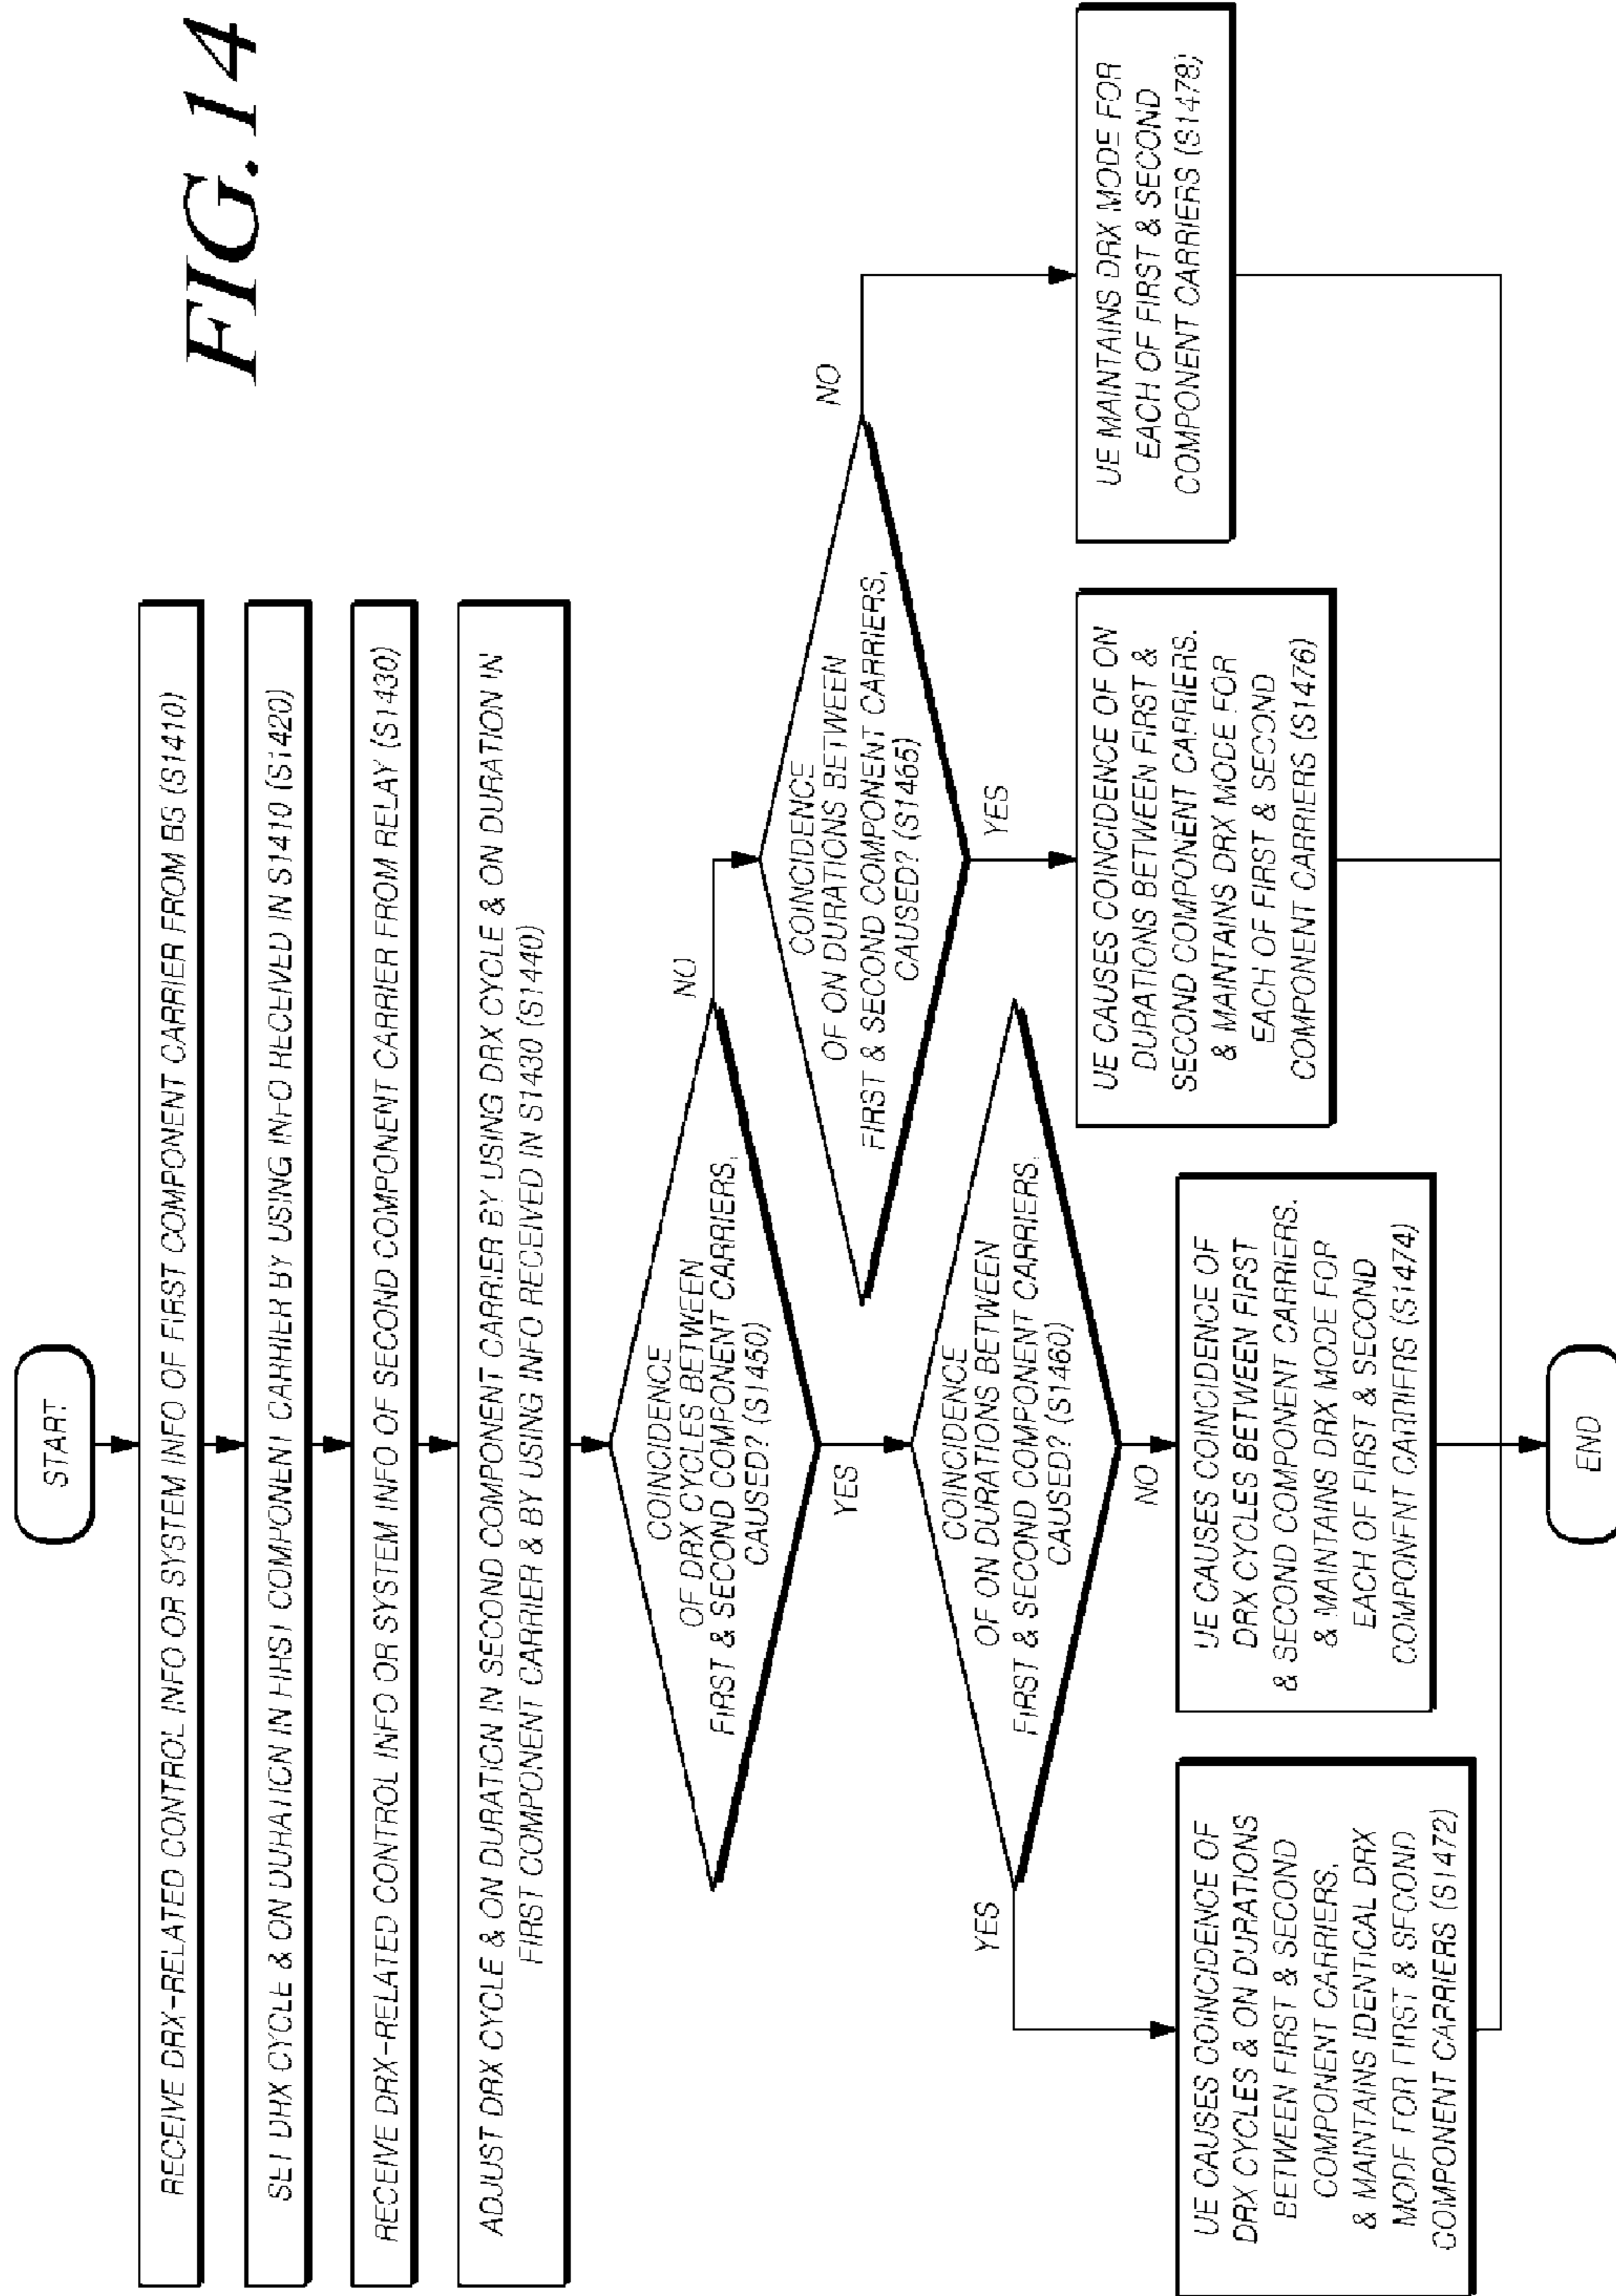 FIG. 14
START
RECEIVE DRX-RELATED CONTROL INFO OR SYSTEM INFO OF FIRST COMPONENT CARRIER FROM BS (S1410)
SET DRX CYCLE & ON DURATION IN FIRST COMPONENT CARRIER BY USING INFO RECEIVED IN S1410 (S1420)
RECEIVE DRX-RELATED CONTROL INFO OR SYSTEM INFO OF SECOND COMPONENT CARRIER FROM RELAY (S1430)
ADJUST DRX CYCLE & ON DURATION IN SECOND COMPONENT CARRIER BY USING DRX CYCLE & ON DURATION IN
FIRST COMPONENT CARRIER & BY USING INFO RECEIVED IN S1430 (S1440)
COINCIDENCE
OF DRX CYCLES BETWEEN
FIRST & SECOND COMPONENT CARRIERS,
CAUSED? (S1450)
NO
YES
COINCIDENCE
OF ON DURATIONS BETWEEN
FIRST & SECOND COMPONENT CARRIERS,
CAUSED? (S1460)
YES
NO
COINCIDENCE
OF ON DURATIONS BETWEEN
FIRST & SECOND COMPONENT CARRIERS,
CAUSED? (S1465)
NO
YES
UE CAUSES COINCIDENCE OF
DRX CYCLES & ON DURATIONS
BETWEEN FIRST & SECOND
COMPONENT CARRIERS,
& MAINTAINS IDENTICAL DRX
MODE FOR FIRST & SECOND
COMPONENT CARRIERS (S1472)
UE CAUSES COINCIDENCE OF
DRX CYCLES BETWEEN FIRST
& SECOND COMPONENT CARRIERS.
& MAINTAINS DRX MODE FOR
EACH OF FIRST & SECOND
COMPONENT CARRIERS (S1474)
UE CAUSES COINCIDENCE OF ON
DURATIONS BETWEEN FIRST &
SECOND COMPONENT CARRIERS.
& MAINTANS DRX MODE FOR
EACH OF FIRST & SECOND
COMPONENT CARRIERS (S1476)
UE MAINTAINS DRX MODE FOR
EACH OF FIRST & SECOND
COMPONENT CARRIERS (S1478)
END